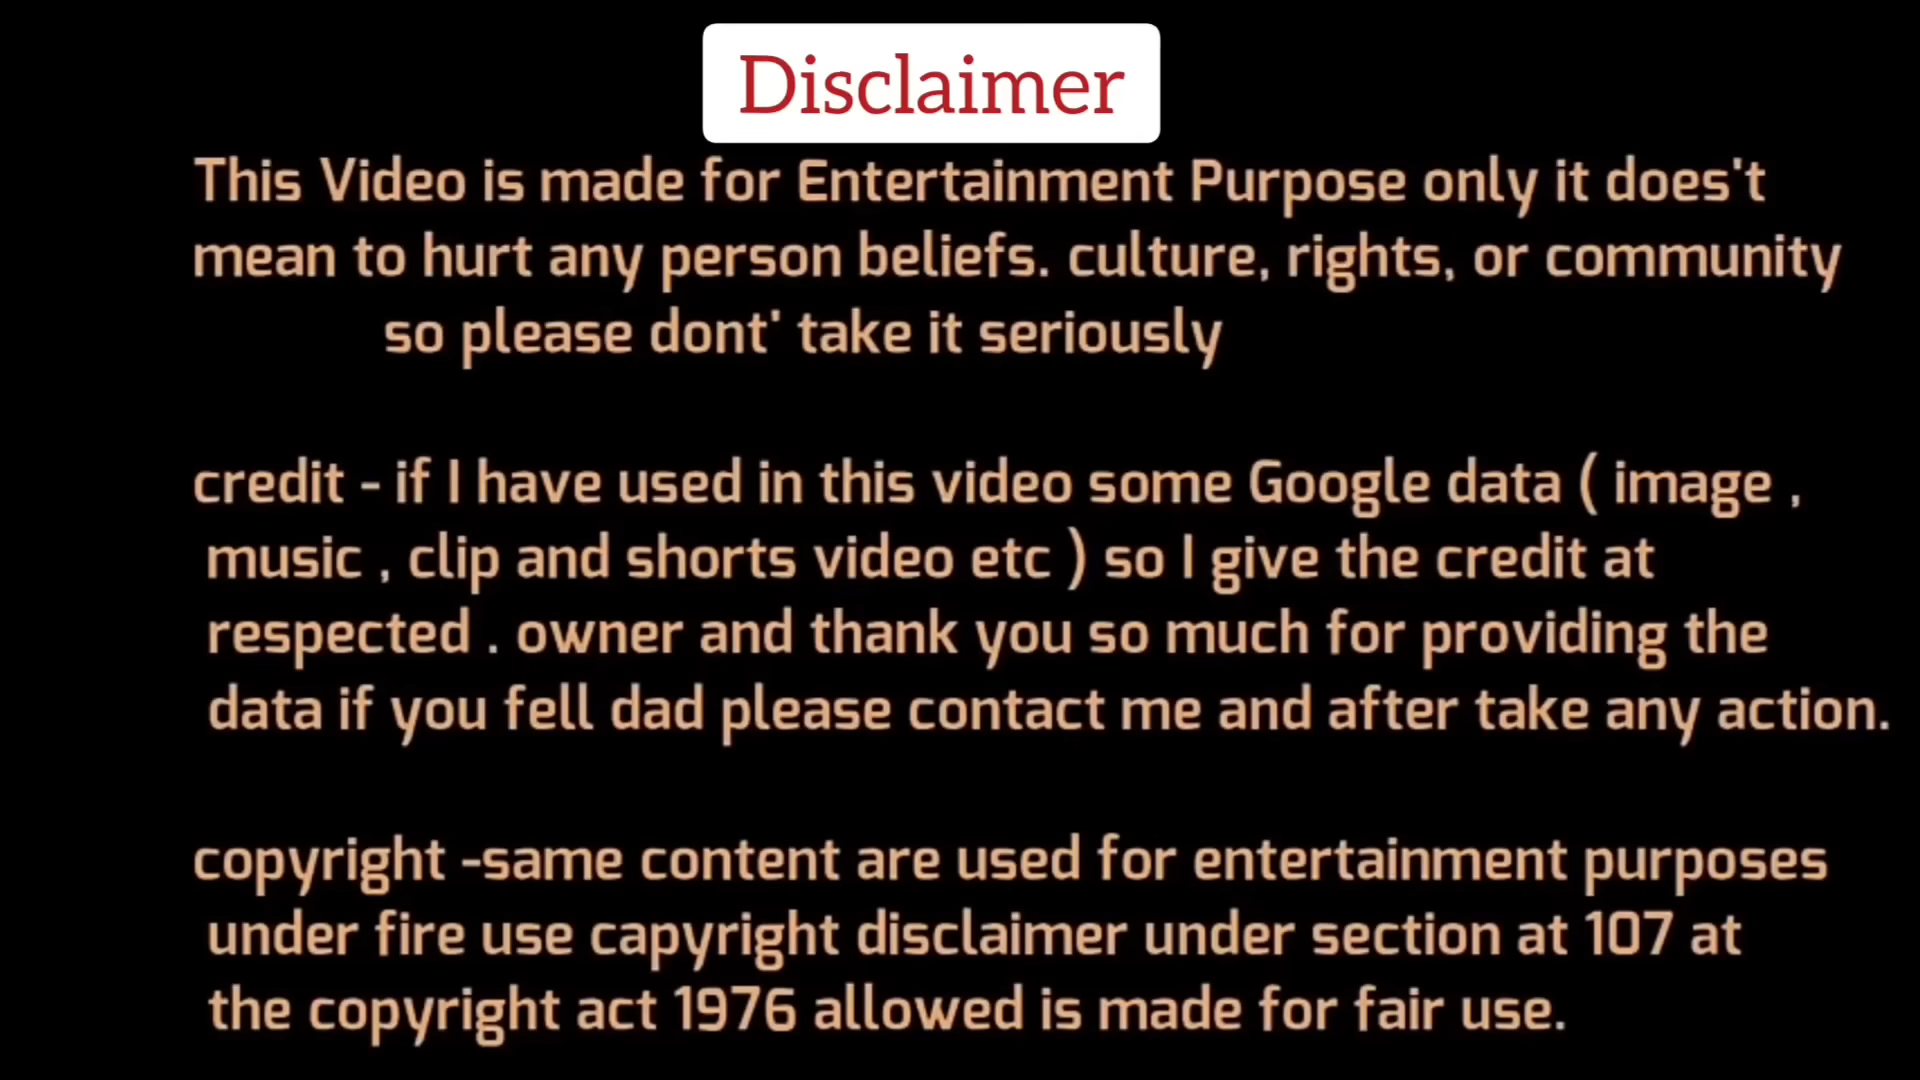 Disclaimer
This Video is made for Entertainment Purpose only it does't
mean to hurt any person beliefs. culture, rights, or community
so please dont' take it seriously
credit - if I have used in this video some Google data ( image ,
music , clip and shorts video etc ) so I give the credit at
respected . owner and thank you so much for providing the
data if you fell dad please contact me and after take any action.
copyright -same content are used for entertainment purposes
under fire use capyright disclaimer under section at 107 at
the copyright act 1976 allowed is made for fair use.